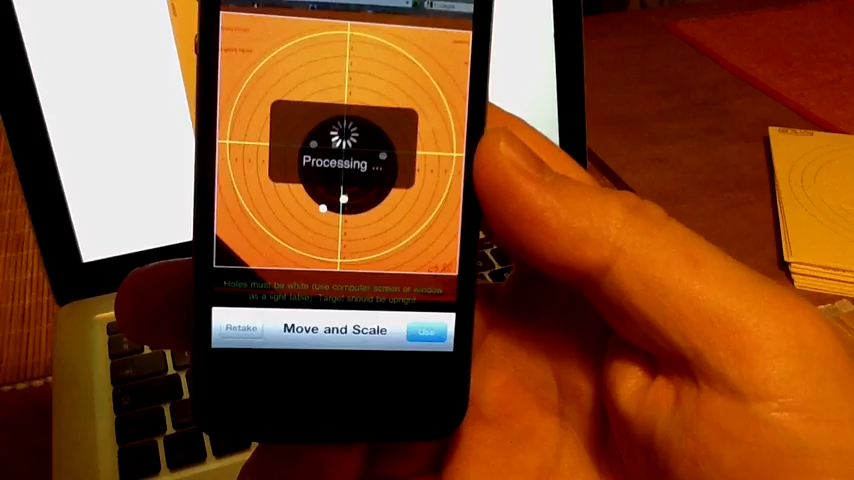 Processing ...
Holes must be white (use computer screen or window
as a light table). Target should be upright.
Retake
Move and Scale
Use